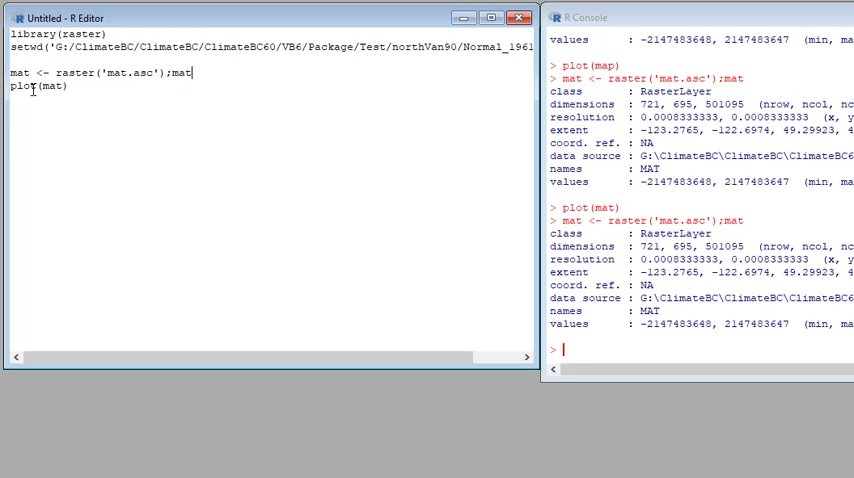 Untitled - R Editor
library(raster)
setwd('G:/ClimateBC/ClimateBC/ClimateBC60/VB6/Package/Test/northVan90/Normal_1961
mat <- raster('mat.asc');mat
plot(mat)
R Console
values : -2147483648, 2147483647 (min, ma
> plot(map)
> mat <- raster('mat.asc');mat
class : RasterLayer
dimensions : 721, 695, 501095 (nrow, ncol, nc
resolution : 0.0008333333, 0.0008333333 (x, y
extent : -123.2765, -122.6974, 49.29923, 4
coord. ref. : NA
data source : G:\ClimateBC\ClimateBC\ClimateBC6
names : MAT
values : -2147483648, 2147483647 (min, ma
> plot(mat)
> mat <- raster('mat.asc');mat
class : RasterLayer
dimensions : 721, 695, 501095 (nrow, ncol, nc
resolution : 0.0008333333, 0.0008333333 (x, y
extent : -123.2765, -122.6974, 49.29923, 4
coord. ref. : NA
data source : G:\ClimateBC\ClimateBC\ClimateBC6
names : MAT
values : -2147483648, 2147483647 (min, ma
>